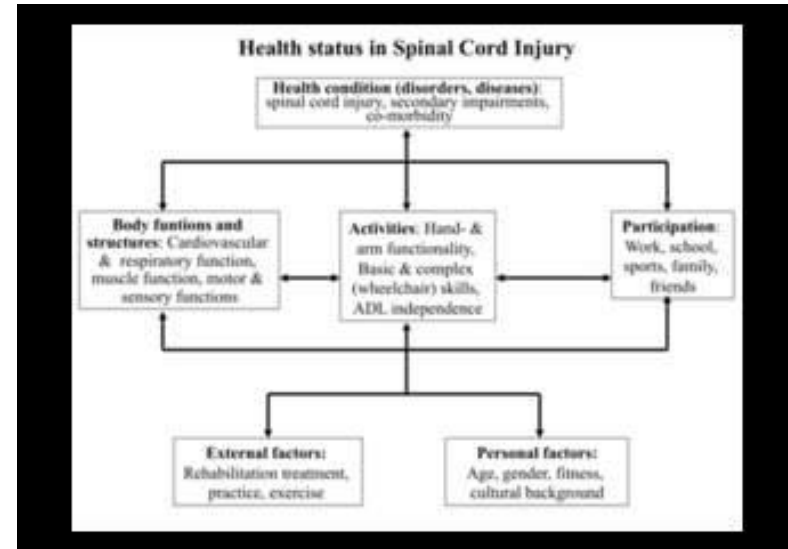 Health status in Spinal Cord Injury
Health condition (disorders, diseases):
spinal cord injury, secondary impairments,
co-morbidity
Body funtions and
structures: Cardiovascular
& respiratory function,
muscle function, motor &
sensory functions
Activities: Hand- &
arm functionality,
Basic & complex
(wheelchair) skills,
ADL independence
Participation:
Work, school,
sports, family,
friends
External factors:
Rehabilitation treatment,
practice, exercise
Personal factors:
Age, gender, fitness,
cultural background